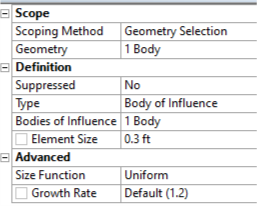 Scope
Scoping Method Geometry Selection
Geometry 1 Body
Definition
Suppressed No
Type Body of Influence
Bodies of Influence 1 Body
Element Size 0.3 ft
Advanced
Size Function Uniform
Growth Rate Default (1.2)